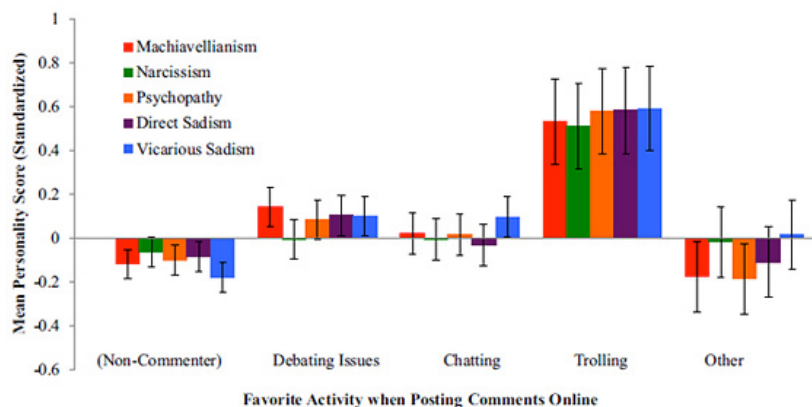 Mean Personality Score (Standardized)
1
0.8
0.6
0.4
0.2
0
-0.2
-0.4
-0.6
Machiavellianism
Narcissism
Psychopathy
Direct Sadism
Vicarious Sadism
(Non-Commenter)
Debating Issues
Chatting
Trolling
Other
Favorite Activity when Posting Comments Online